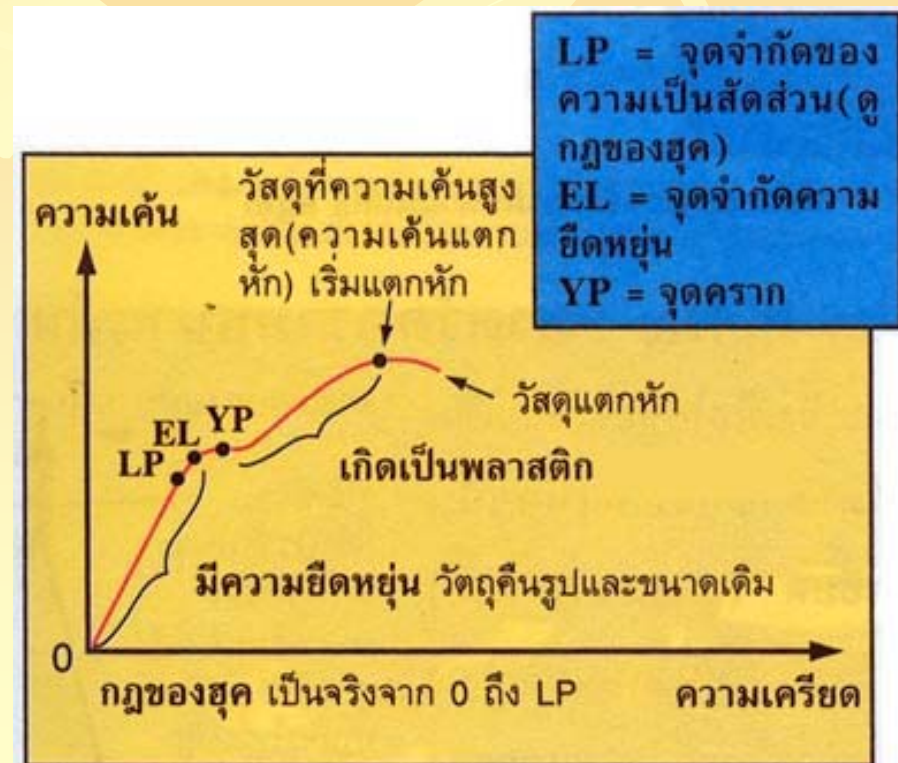 LP = จุดจำกัดของ
ความเป็นสัดส่วน(ดู
กฎของฮุค)
EL = จุดจำกัดความ
ยืดหยุ่น
YP = จุดคราก
ความเค้น
วัสดุที่ความเค้นสูง
สุด(ความเค้นแตก
หัก) เริ่มแตกหัก
วัสดุแตกหัก
YP
EL
LP
เกิดเป็นพลาสติก
มีความยืดหยุ่น วัตถุคืนรูปและขนาดเดิม
0
กฎของฮุค เป็นจริงจาก 0 ถึง LP
ความเครียด